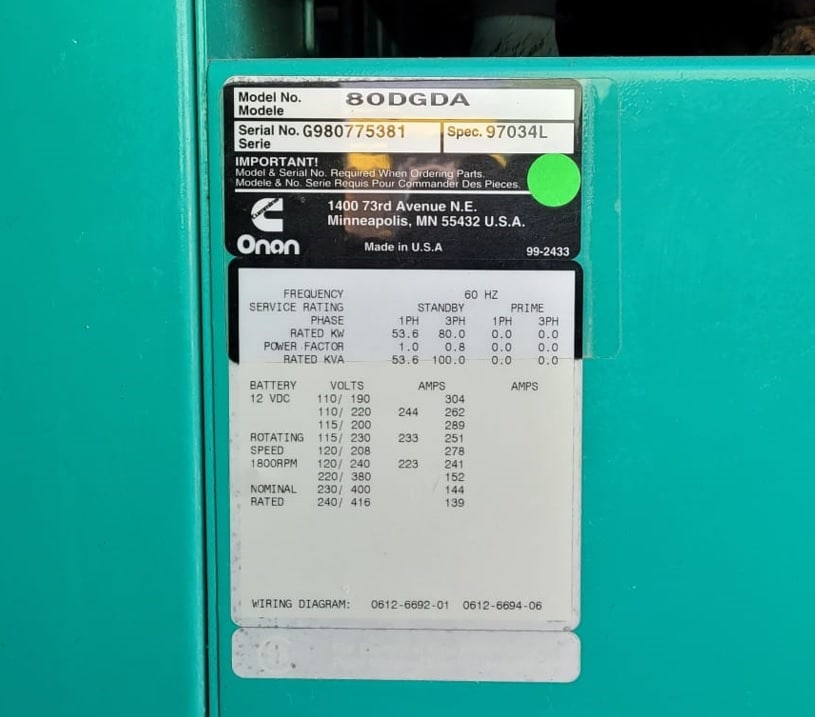 Model No. 80DGDA
Modele
Serial No. G980775381 Spec. 97034L
Serie
IMPORTANT!
Model & Serial No. Required When Ordering Parts.
Modele & No. Serie Requis Pour Commander Des Pieces.
1400 73rd Avenue N.E.
Minneapolis, MN 55432 U.S.A.
Onan Made in U.S.A 99-2433
FREQUENCY 60 HZ
SERVICE RATING STANDBY PRIME
PHASE 1PH 3PH 1PH 3PH
RATED KW 53.6 80.0 0.0 0.0
POWER FACTOR 1.0 0.8 0.0 0.0
RATED KVA 53.6 100.0 0.0 0.0
BATTERY VOLTS AMPS AMPS
12 VDC 110/ 190 304
110/ 220 244 262
115/ 200 289
ROTATING 115/ 230 233 251
SPEED 120/ 208 278
1800RPM 120/ 240 223 241
220/ 380 152
NOMINAL 230/ 400 144
RATED 240/ 416 139
WIRING DIAGRAM: 0612-6692-01 0612-6694-06